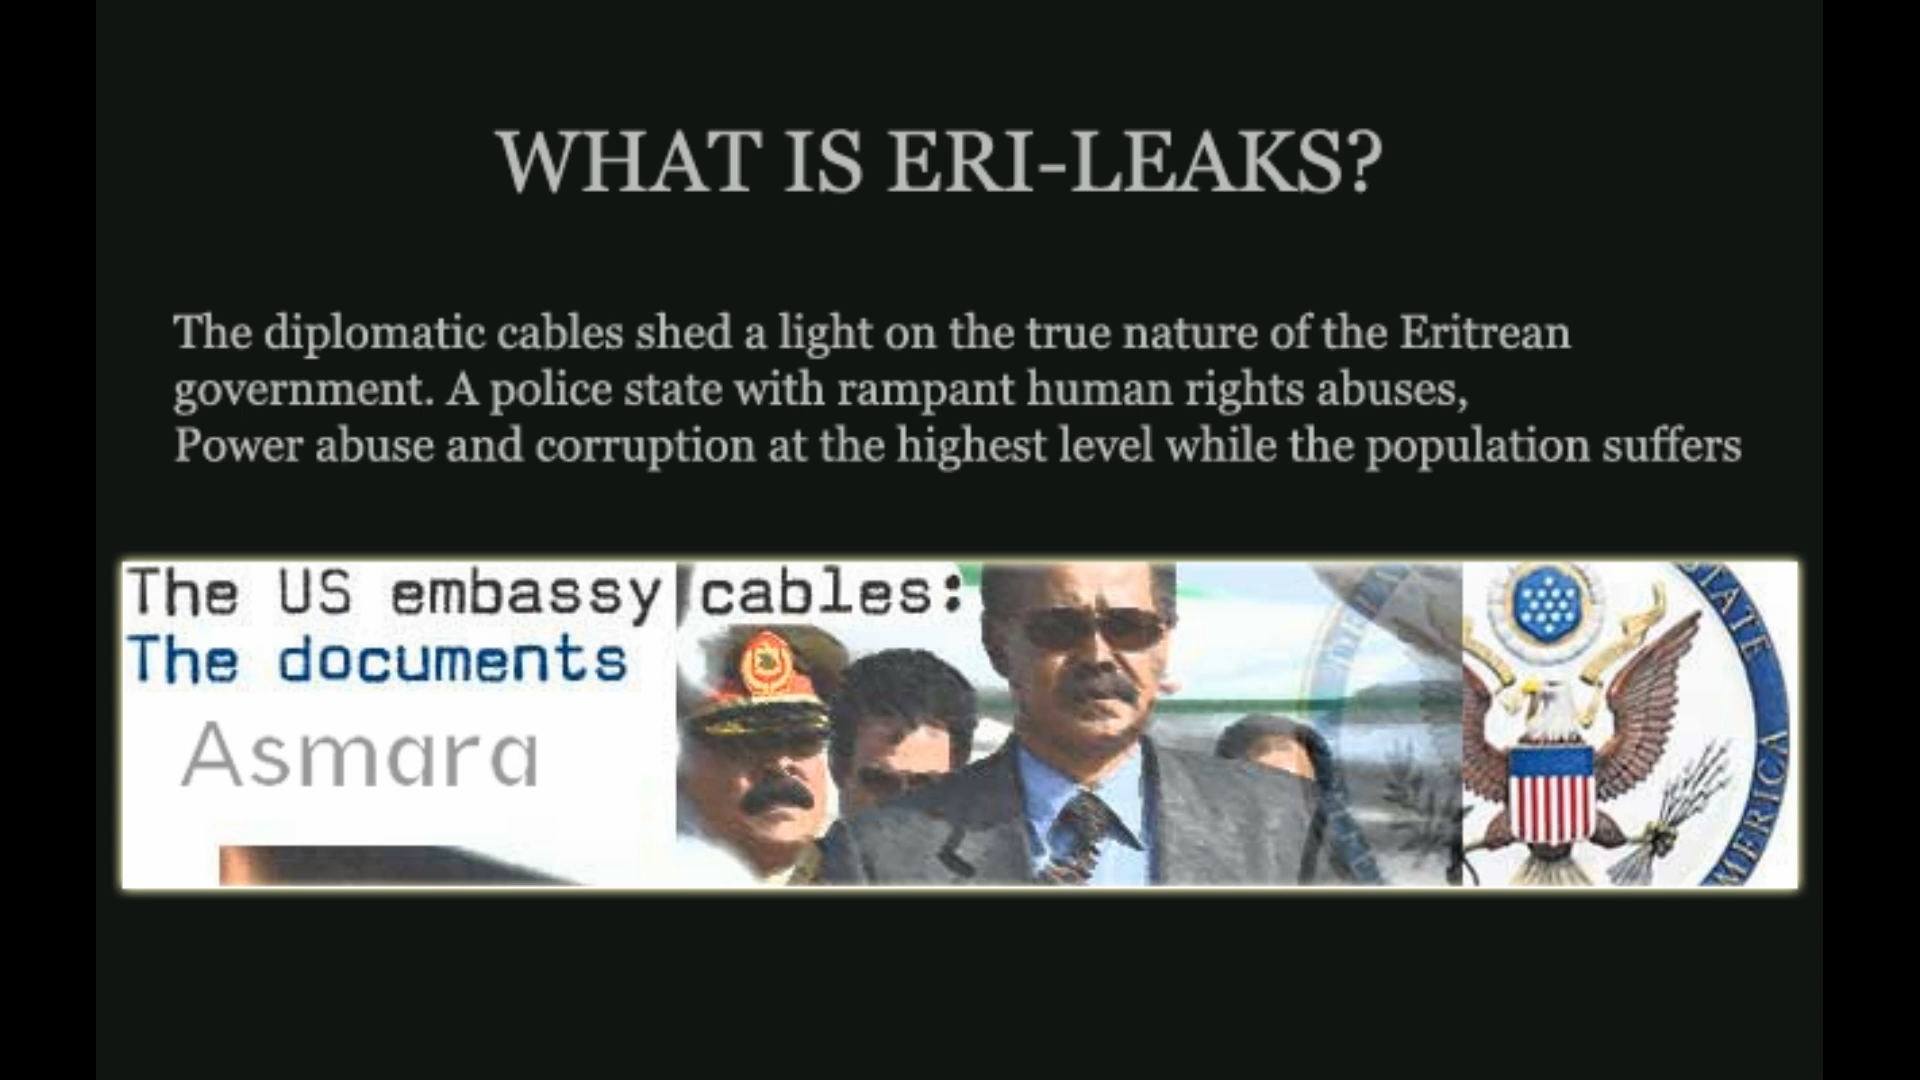 WHAT IS ERI-LEAKS?
The diplomatic cables shed a light on the true nature of the Eritrean
government. A police state with rampant human rights abuses,
Power abuse and corruption at the highest level while the population suffers
The US embassy cables:
The documents
Asmara
STATE
AMERICA